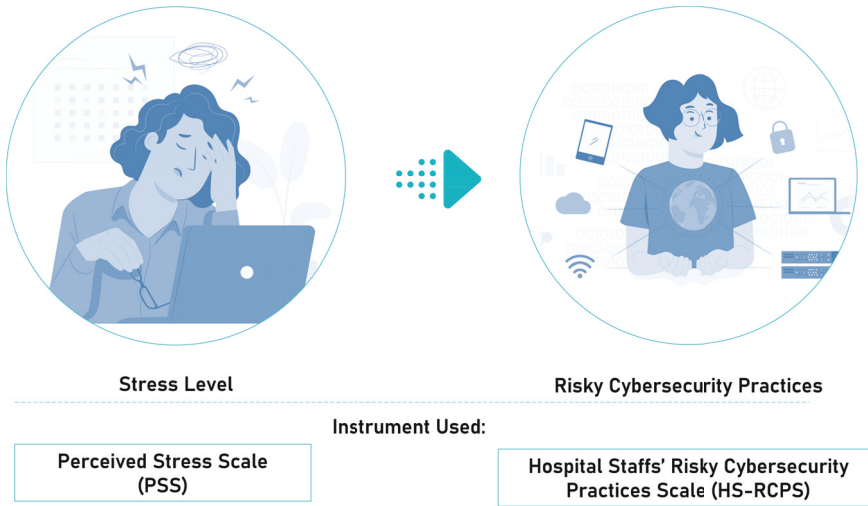 Stress Level
Risky Cybersecurity Practices
Instrument Used:
Perceived Stress Scale
(PSS)
Hospital Staffs’ Risky Cybersecurity
Practices Scale (HS-RCPS)